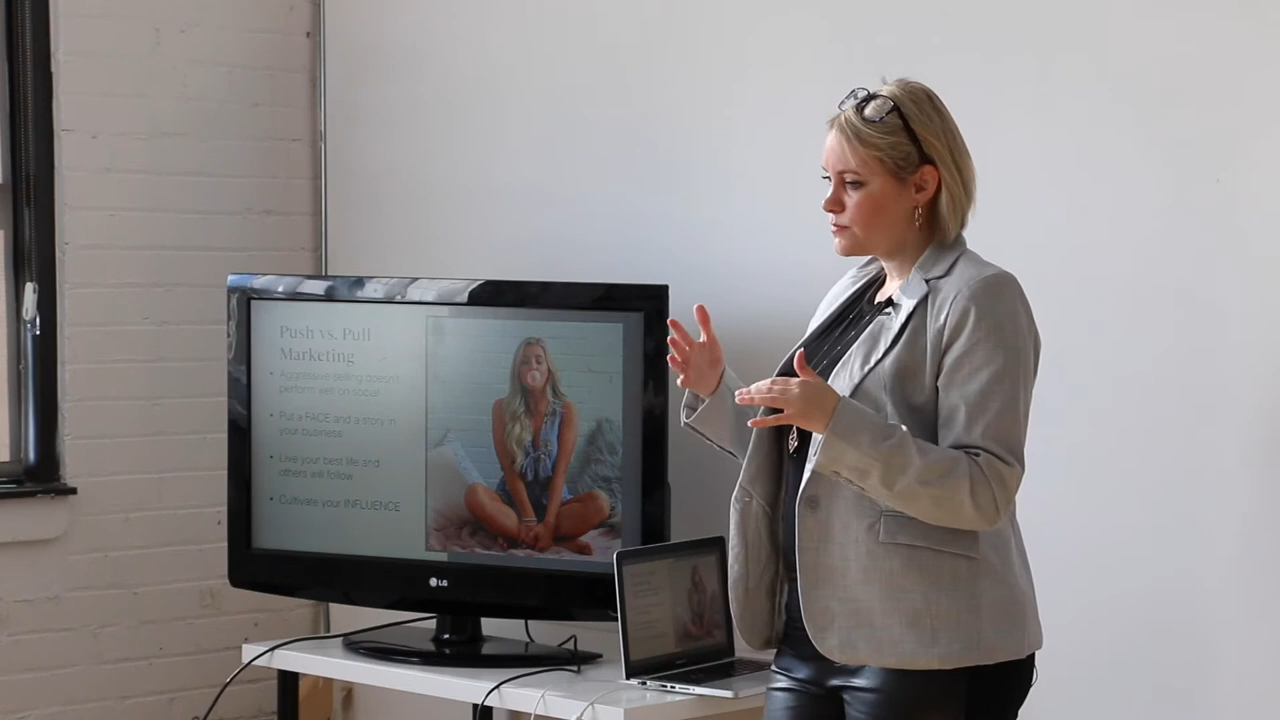 Push vs. Pull
Marketing
• Aggressive selling doesn't
perform well on social
• Put a FACE and a story in
your business
• Live your best life and
others will follow
• Cultivate your INFLUENCE
LG